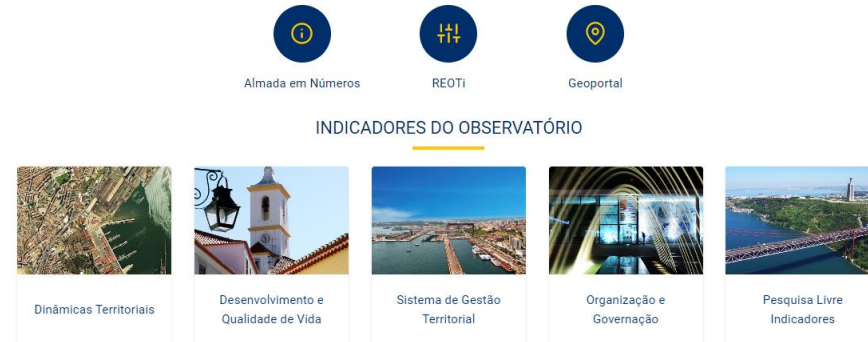 Almada em Números
REOTi
Geoportal
INDICADORES DO OBSERVATÓRIO
Dinâmicas Territoriais
Desenvolvimento e
Qualidade de Vida
Sistema de Gestão
Territorial
Organização e
Governação
Pesquisa Livre
Indicadores